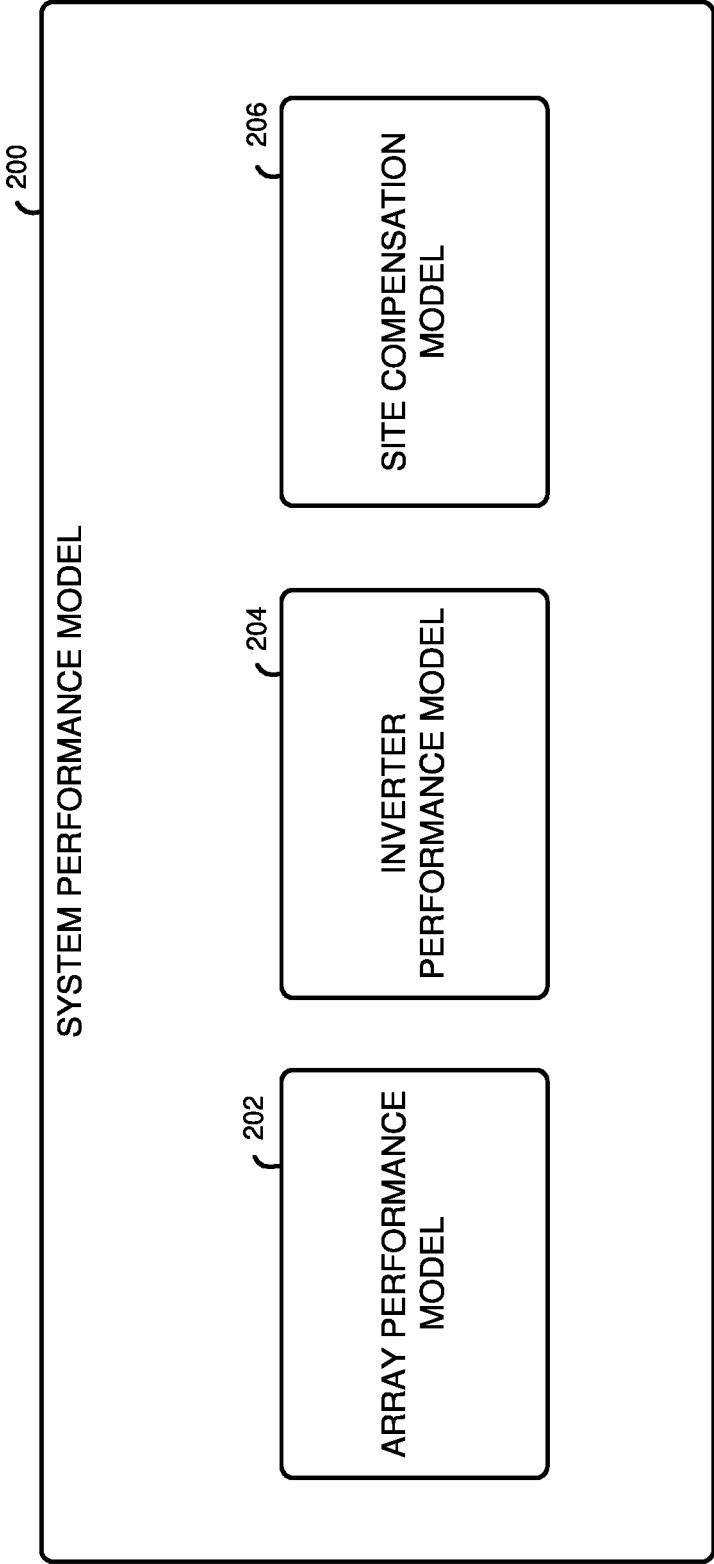 200
SYSTEM PERFORMANCE MODEL
202
ARRAY PERFORMANCE
MODEL
204
INVERTER
PERFORMANCE MODEL
206
SITE COMPENSATION
MODEL